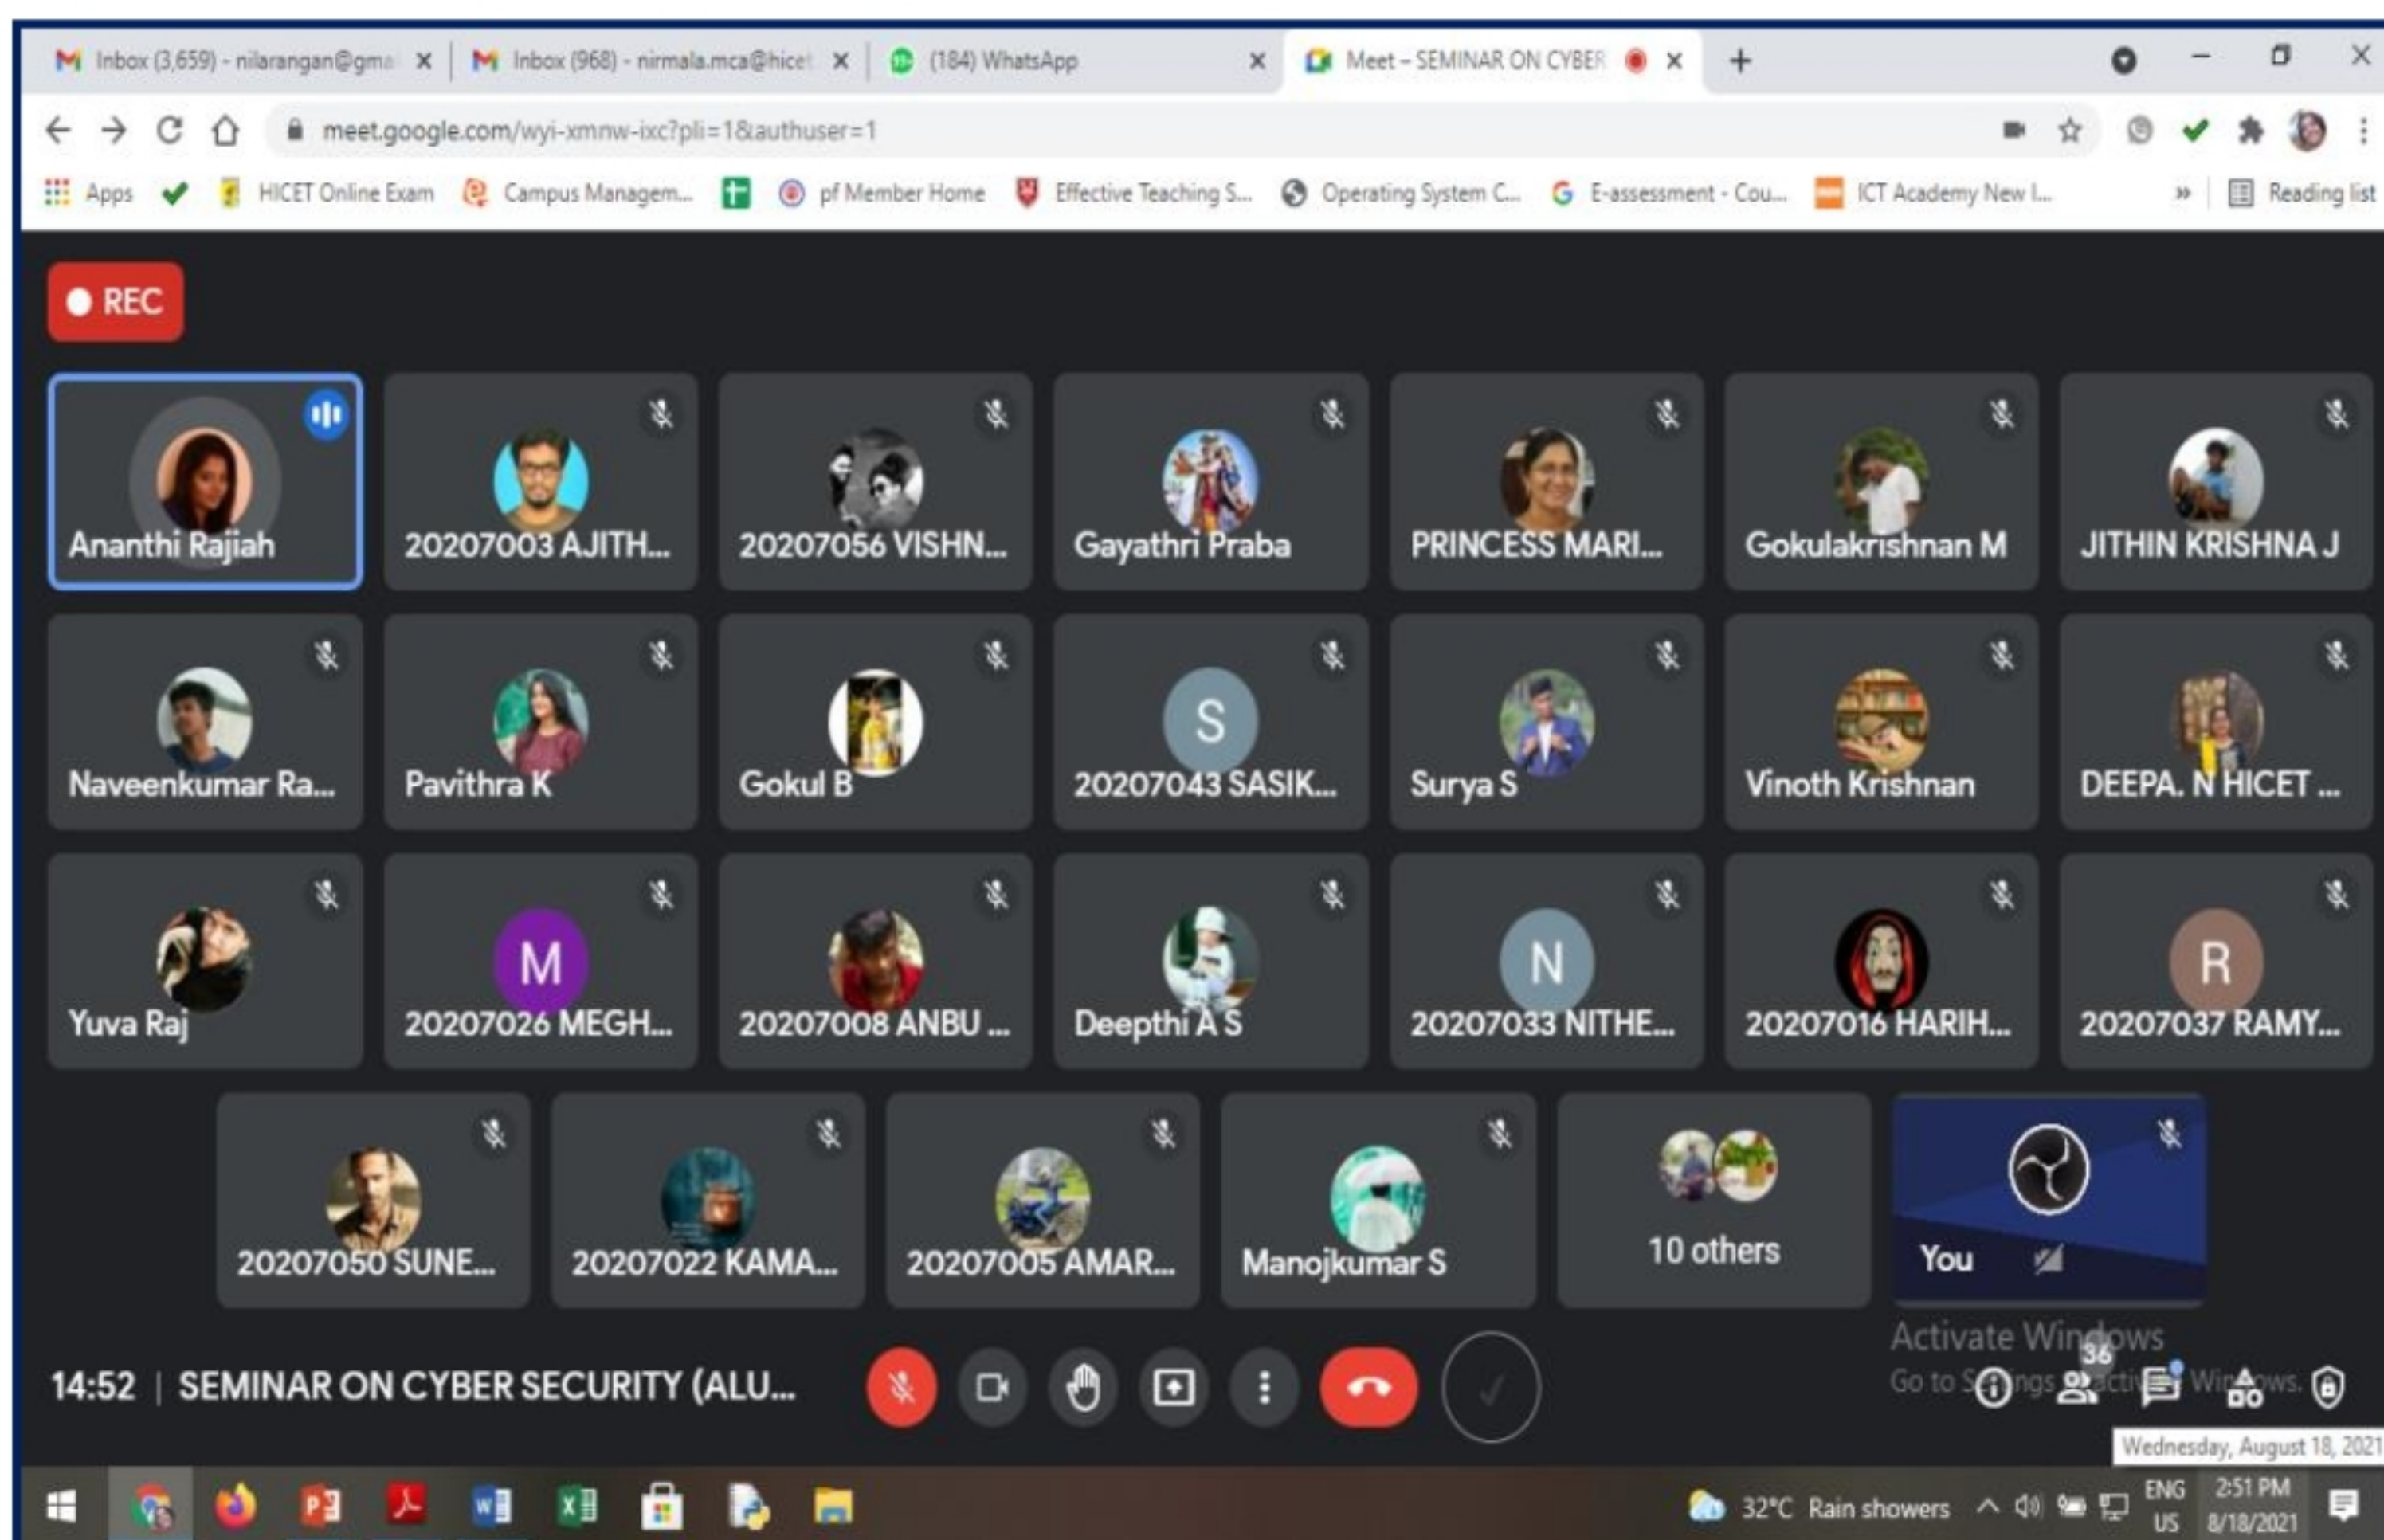 Inbox (3,659) - nilarangan@gma
Inbox (968) - nirmala.mca@hicet
(184) WhatsApp
Meet – SEMINAR ON CYBER
meet.google.com/wyi-xmnw-ixc?pli=1&authuser=1
Apps HICET Online Exam Campus Managem... pf Member Home Effective Teaching S... Operating System C... E-assessment - Cou... ICT Academy New I... » Reading list
REC
Ananthi Rajiah 20207003 AJITH... 20207056 VISHN... Gayathri Praba PRINCESS MARI... Gokulakrishnan M JITHIN KRISHNA J
S
Naveenkumar Ra... Pavithra K Gokul B 20207043 SASIK... Surya S Vinoth Krishnan DEEPA. N HICET ...
M N R
Yuva Raj 20207026 MEGH... 20207008 ANBU ... Deepthi A S 20207033 NITHE... 20207016 HARIH... 20207037 RAMY...
20207050 SUNE... 20207022 KAMA... 20207005 AMAR... Manojkumar S 10 others You
Activate Windows
36
14:52 | SEMINAR ON CYBER SECURITY (ALU...
Go to Windows.
Wednesday, August 18, 2021
32°C Rain showers ENG 2:51 PM
US 8/18/2021